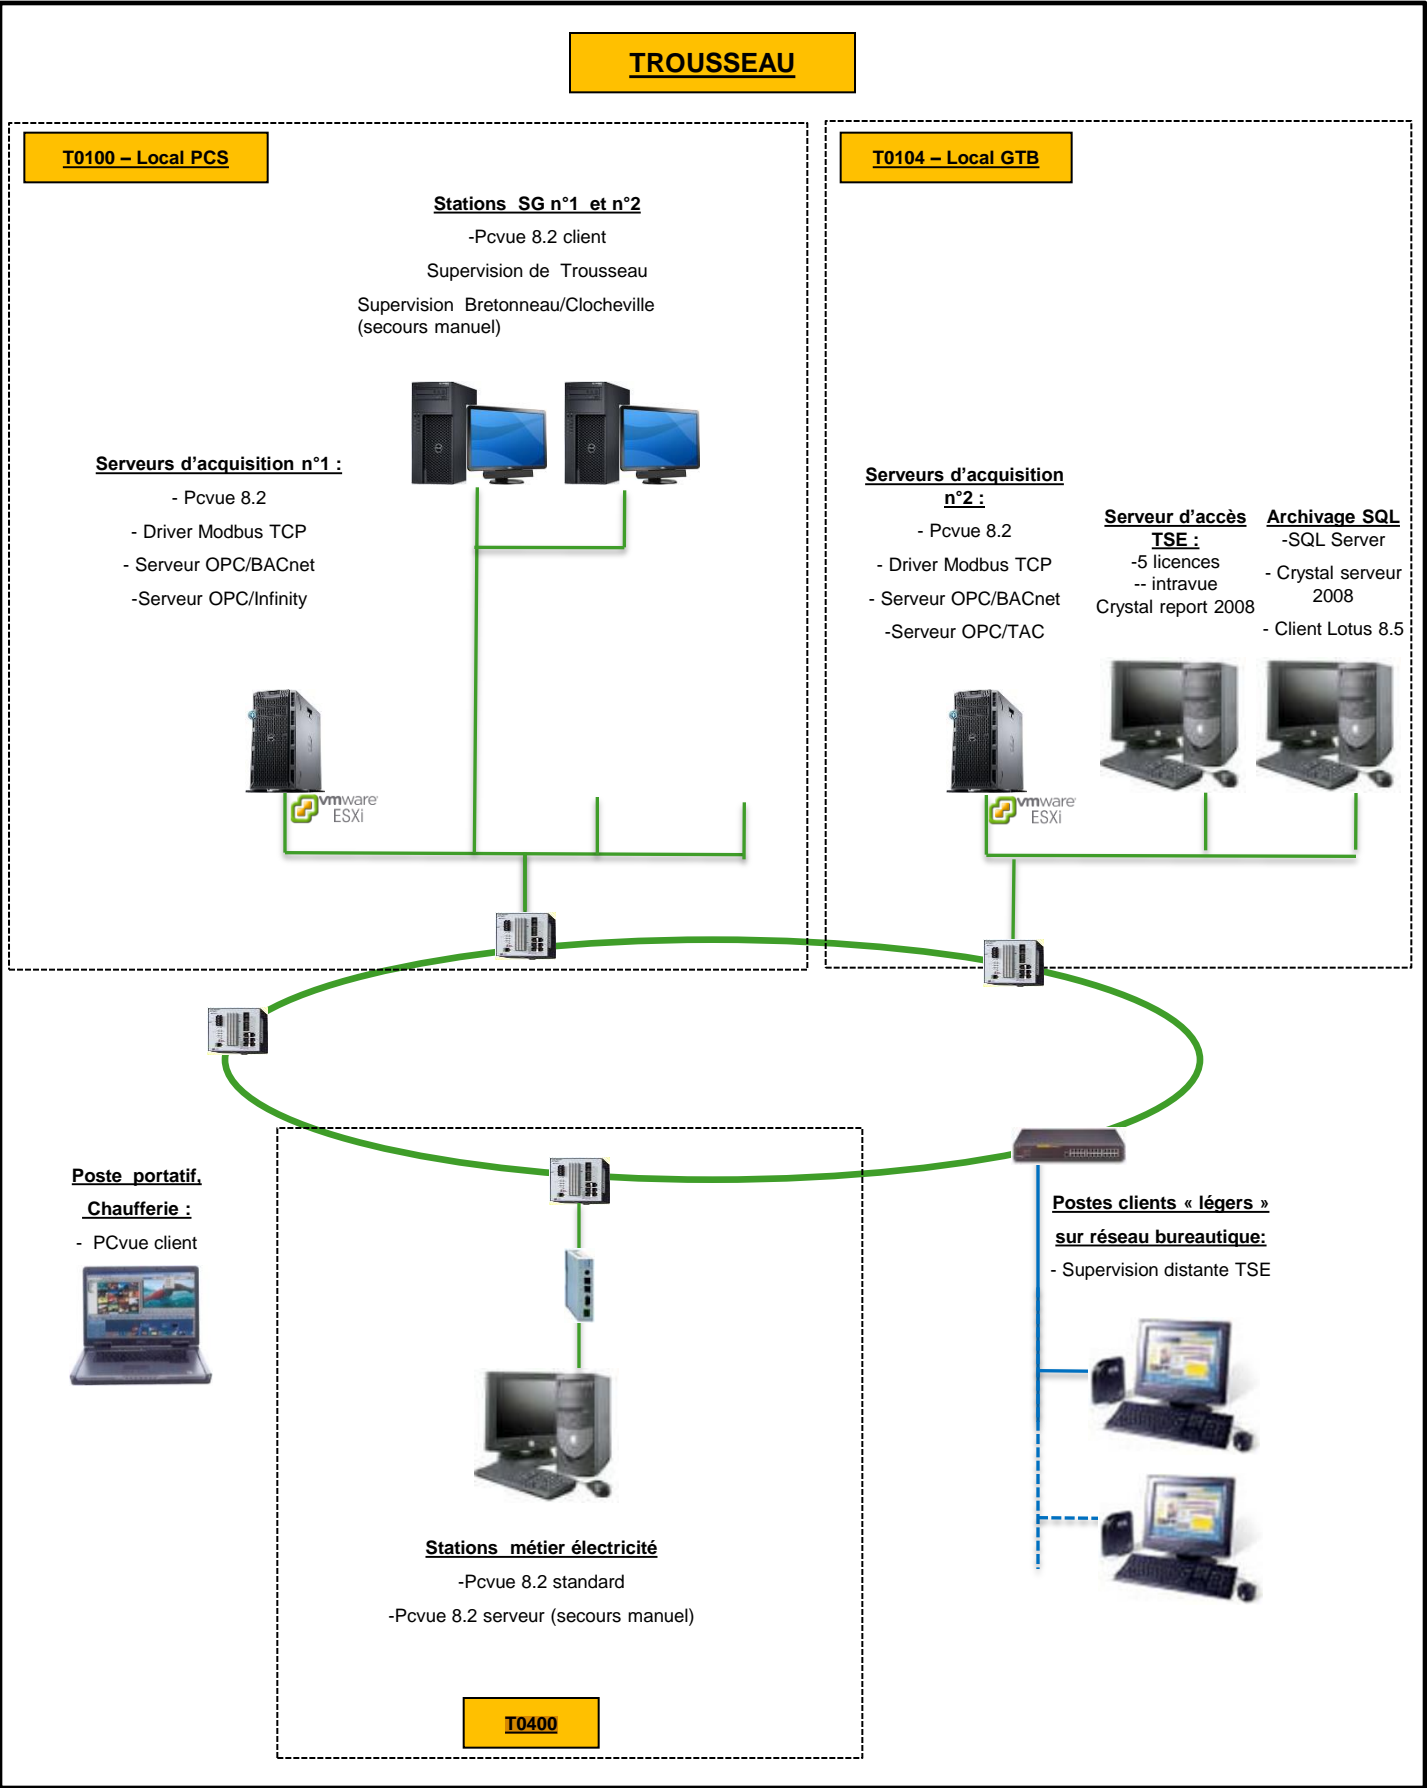 TROUSSEAU
T0100 – Local PCS
Stations SG n°1 et n°2
-Pcvue 8.2 client
Supervision de Trousseau
Supervision Bretonneau/Clocheville
(secours manuel)
Serveurs d'acquisition n°1 :
- Pcvue 8.2
- Driver Modbus TCP
- Serveur OPC/BACnet
-Serveur OPC/Infinity
vmware
ESXi
T0104 – Local GTB
Serveurs d'acquisition
n°2 :
- Pcvue 8.2
- Driver Modbus TCP
- Serveur OPC/BACnet
-Serveur OPC/TAC
vmware
ESXi
Serveur d'accès
TSE :
-5 licences
-- intravue
Crystal report 2008
Archivage SQL
-SQL Server
- Crystal serveur
2008
- Client Lotus 8.5
Poste portatif,
Chaufferie :
- PCvue client
Stations métier électricité
-Pcvue 8.2 standard
-Pcvue 8.2 serveur (secours manuel)
T0400
Postes clients « légers »
sur réseau bureautique:
- Supervision distante TSE